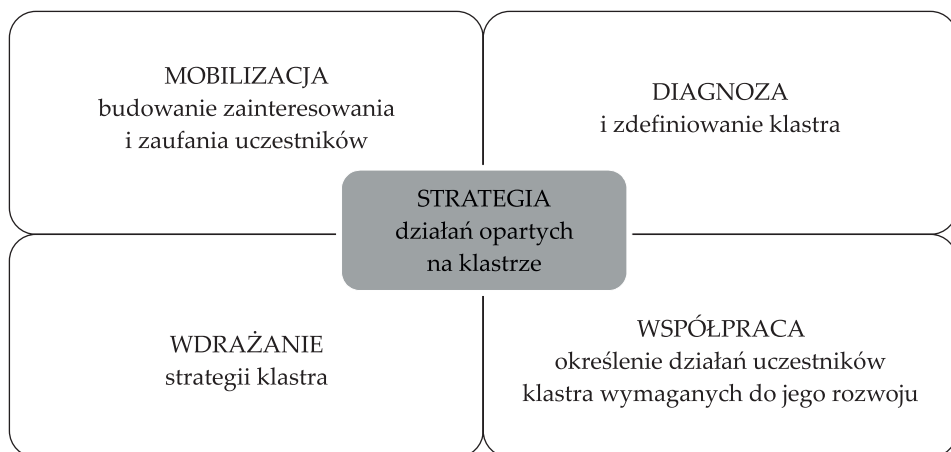 MOBILIZACJA
budowanie zainteresowania
i zaufania uczestników
DIAGNOZA
i zdefiniowanie klastra
STRATEGIA
działań opartych
na klastrze
WDRAŻANIE
strategii klastra
WSPÓŁPRACA
określenie działań uczestników
klastra wymaganych do jego rozwoju